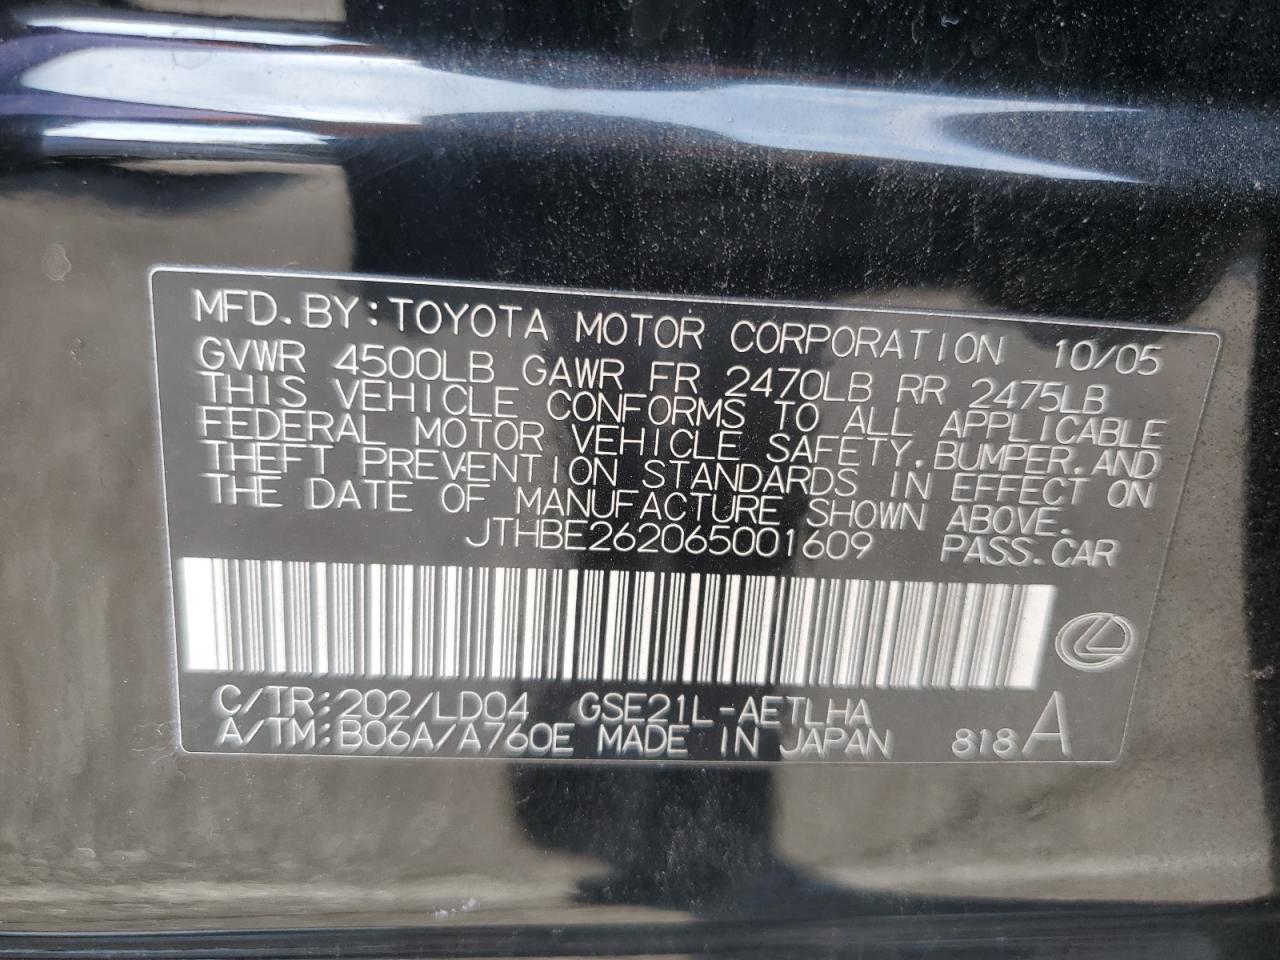 MFD. BY: TOYOTA MOTOR CORPORATION 10/05
GVWR 4500LB GAWR FR 2470LB RR 2475LB
THIS VEHICLE CONFORMS TO ALL APPLICABLE
FEDERAL MOTOR VEHICLE SAFETY, BUMPER, AND
THEFT PREVENTION STANDARDS IN EFFECT ON
THE DATE OF MANUFACTURE SHOWN ABOVE.
JTHBE262065001609 PASS. CAR
C/TR: 202/LD04 GSE21L-AETLHA
A/TM: B06A/A760E MADE IN JAPAN 818 A